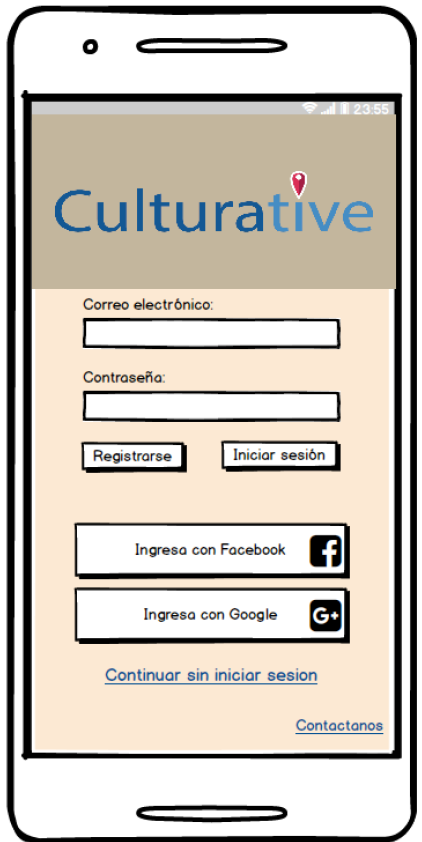 23:55
Culturative
Correo electrónico:
Contraseña:
Registrarse
Iniciar sesión
Ingresa con Facebook
f
Ingresa con Google
G+
Continuar sin iniciar sesion
Contactanos